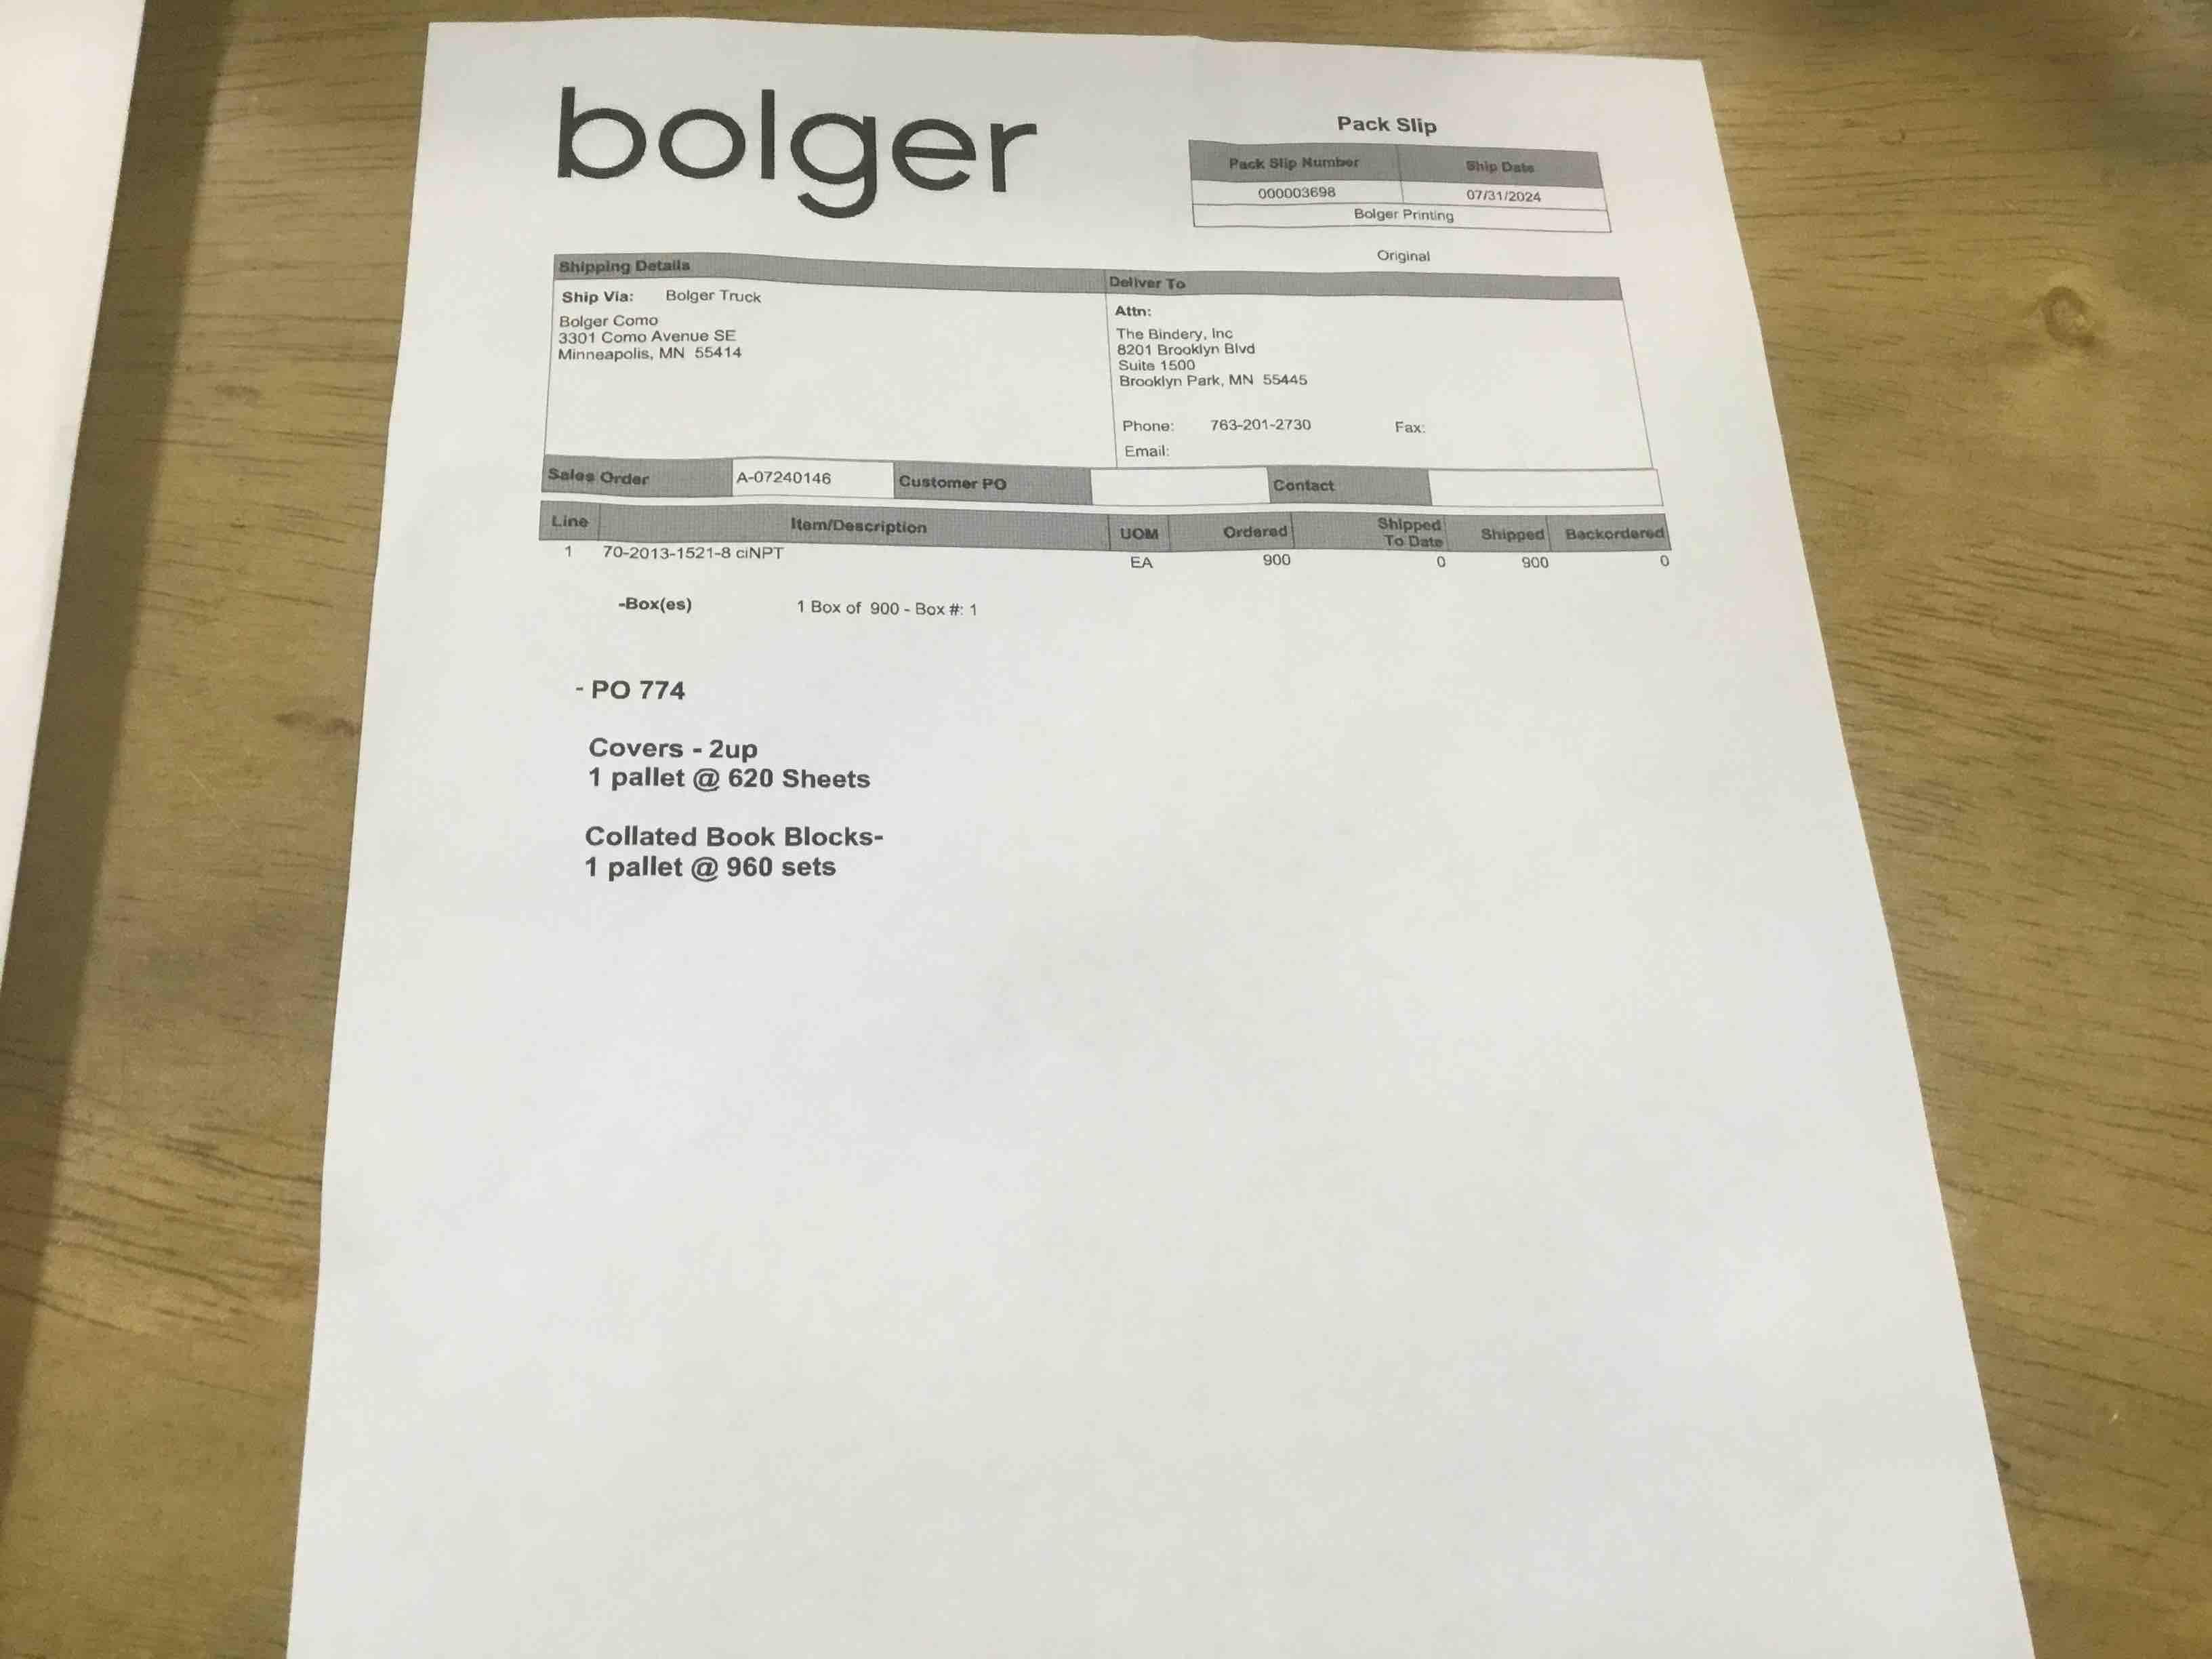 bolger
Pack Slip
Pack Slip Number Ship Date
000003698 07/31/2024
Bolger Printing
Original
Shipping Details Deliver To
Ship Via: Bolger Truck
Bolger Como
3301 Como Avenue SE
Minneapolis, MN 55414
Attn:
The Bindery, Inc
8201 Brooklyn Blvd
Suite 1500
Brooklyn Park, MN 55445
Phone: 763-201-2730 Fax:
Email:
Sales Order A-07240146 Customer PO Contact
Line Item/Description UOM Ordered Shipped To Date Shipped Backordered
1 70-2013-1521-8 ciNPT EA 900 0 900 0
-Box(es) 1 Box of 900 - Box #: 1
- PO 774
Covers - 2up
1 pallet @ 620 Sheets
Collated Book Blocks-
1 pallet @ 960 sets